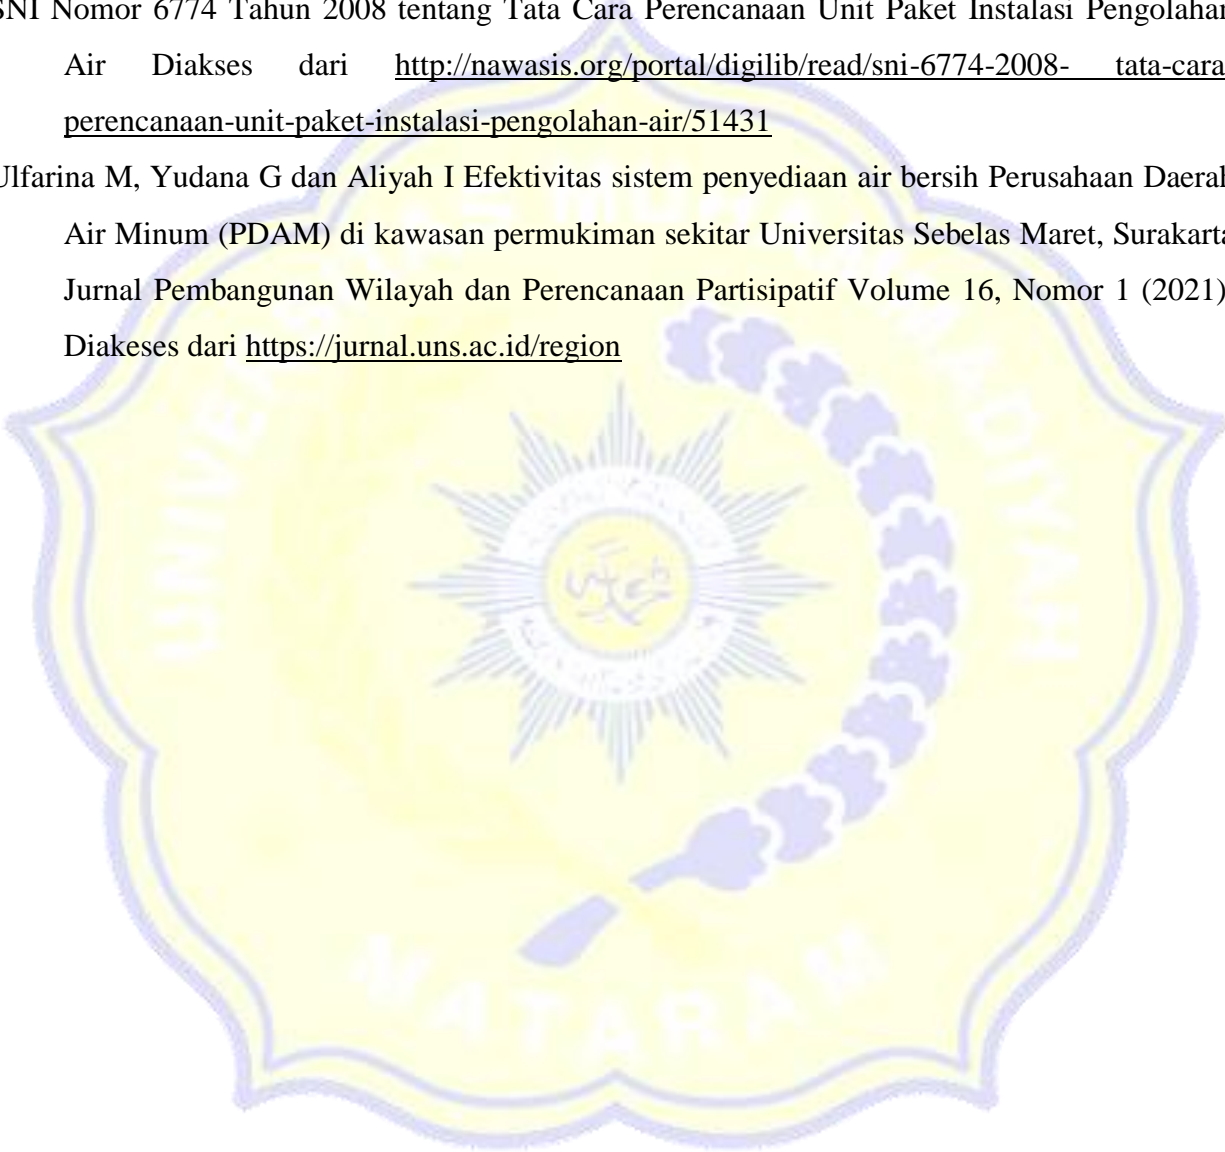 SNI Nomor 6774 Tahun 2008 tentang Tata Cara Perencanaan Unit Paket Instalasi Pengolahan
Air Diakses dari http://nawasis.org/portal/digilib/read/sni-6774-2008- tata-cara-
perencanaan-unit-paket-instalasi-pengolahan-air/51431
Ulfarina M, Yudana G dan Aliyah I Efektivitas sistem penyediaan air bersih Perusahaan Daerah
Air Minum (PDAM) di kawasan permukiman sekitar Universitas Sebelas Maret, Surakarta
Jurnal Pembangunan Wilayah dan Perencanaan Partisipatif Volume 16, Nomor 1 (2021),
Diakeses dari https://jurnal.uns.ac.id/region
UNIVERSITAS MUHAMMADIYAH
MATARAM